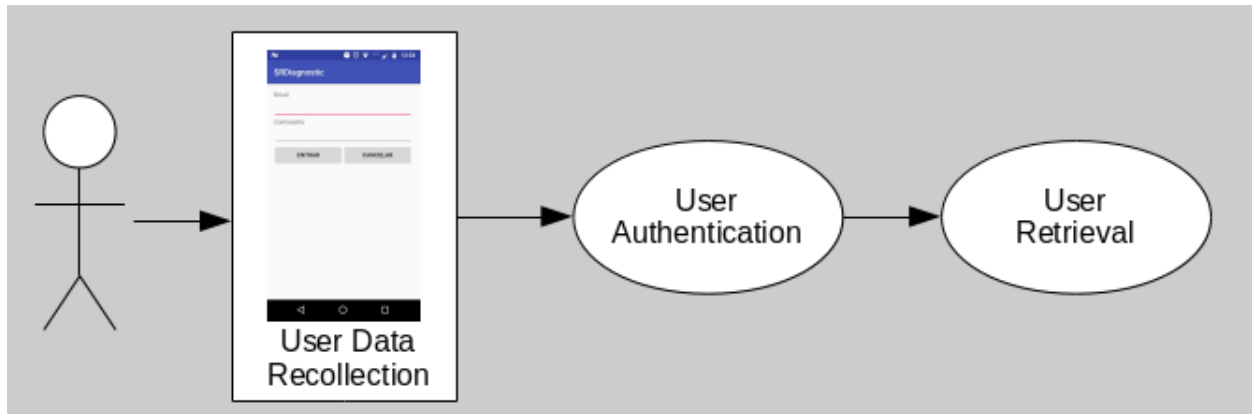 SRDiagnostic
Email
Contraseña
ENTRAR
CANCELAR
User Data
Recollection
User
Authentication
User
Retrieval